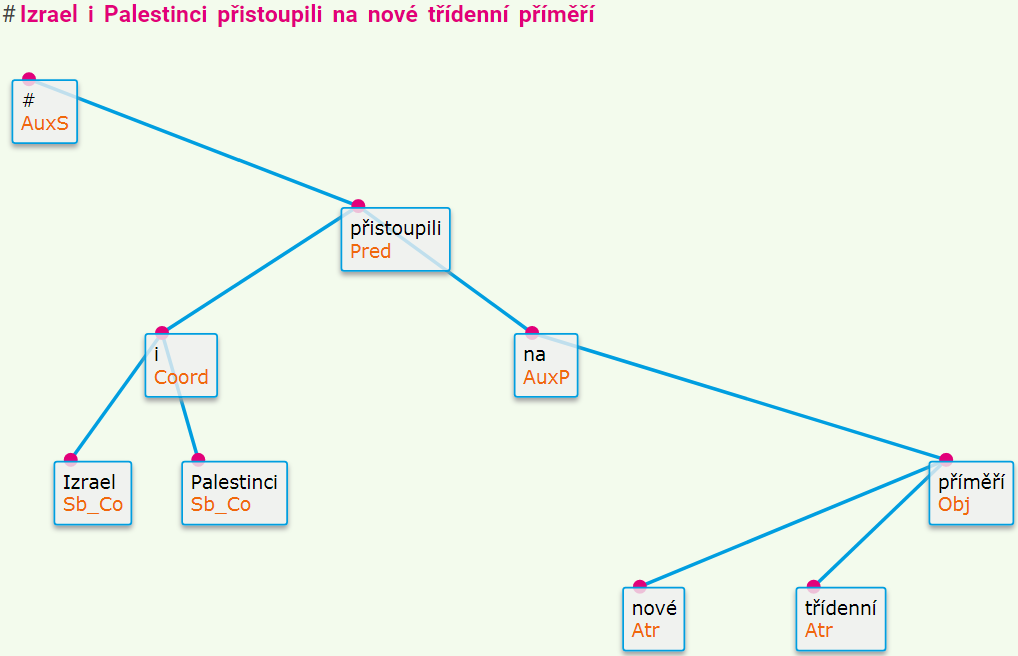 # Izrael i Palestinci přistoupili na nové třídenní příměří
#
AuxS
přistoupili
Pred
i
Coord
na
AuxP
Izrael
Sb_Co
Palestinci
Sb_Co
příměří
Obj
nové
Atr
třídenní
Atr